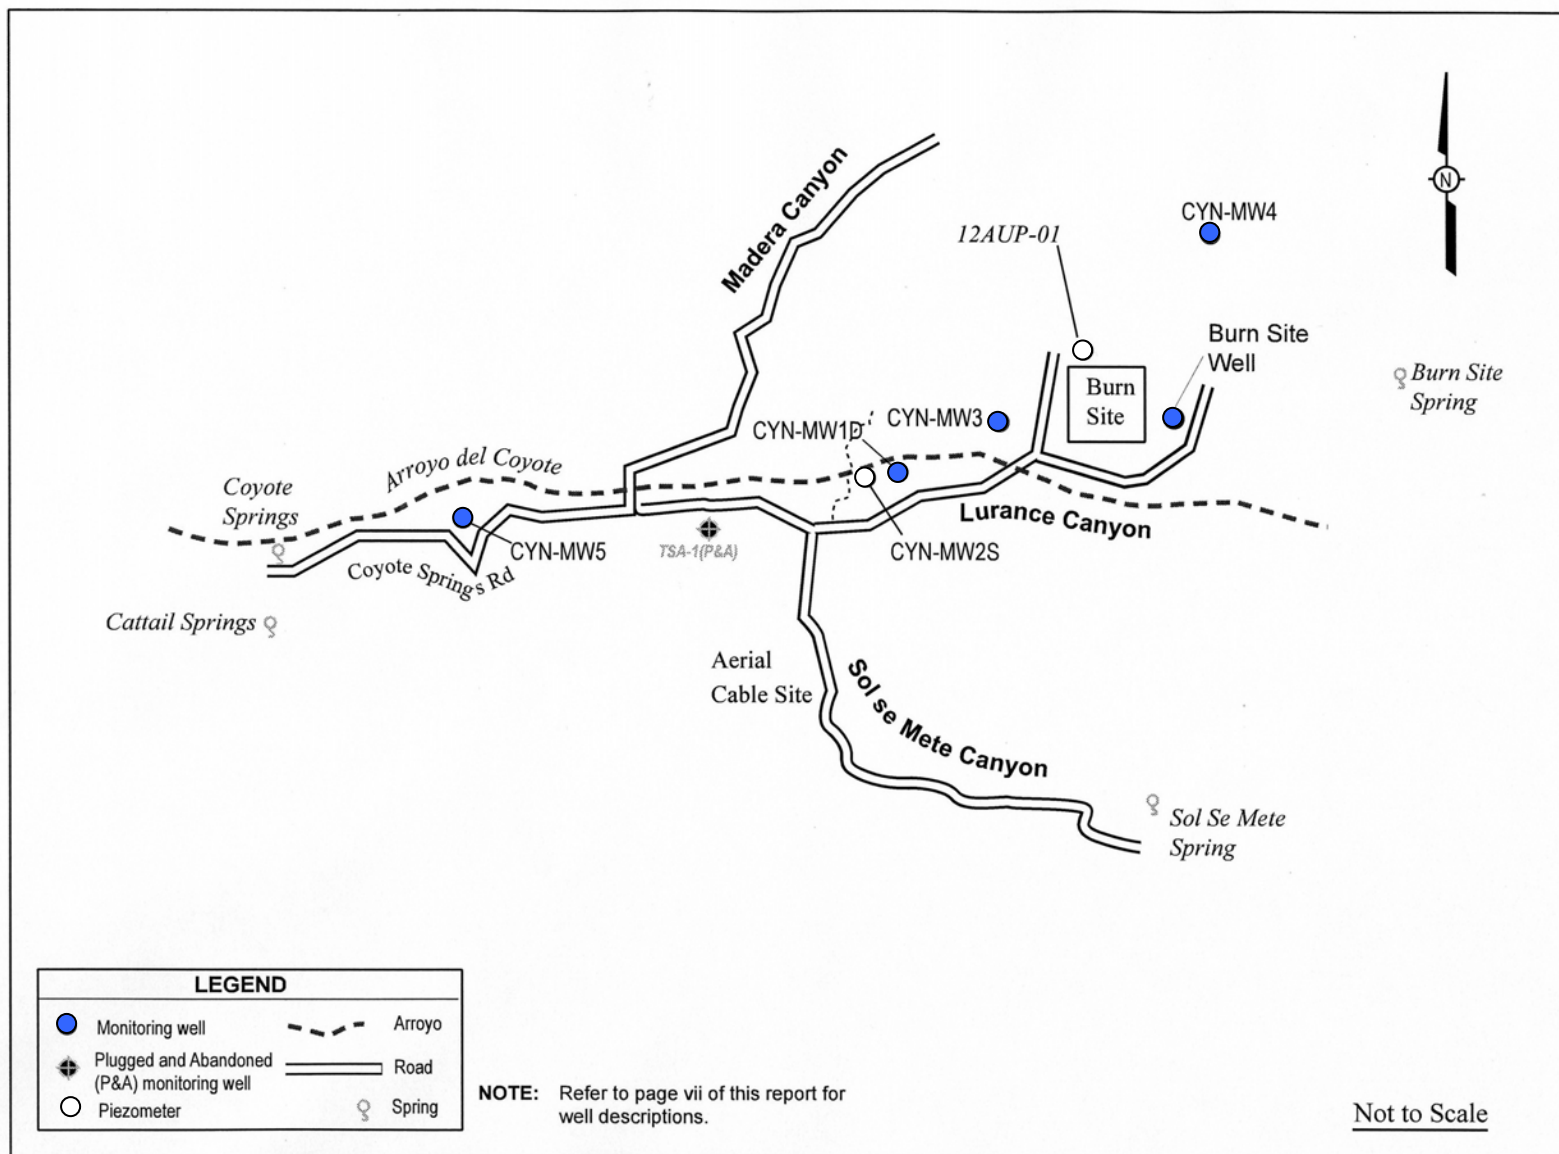 Madera Canyon
N
CYN-MW4
12AUP-01
Burn Site
Well
Burn Site
Spring
Burn
Site
CYN-MW3
CYN-MW1D
Arroyo del Coyote
Coyote
Springs
Lurance Canyon
CYN-MW5
TSA-1(P&A)
CYN-MW2S
Coyote Springs Rd
Cattail Springs
Aerial
Cable Site
Sol se Mete Canyon
Sol Se Mete
Spring
LEGEND
Monitoring well
Arroyo
Plugged and Abandoned
(P&A) monitoring well
Road
Piezometer
Spring
NOTE: Refer to page vii of this report for
well descriptions.
Not to Scale